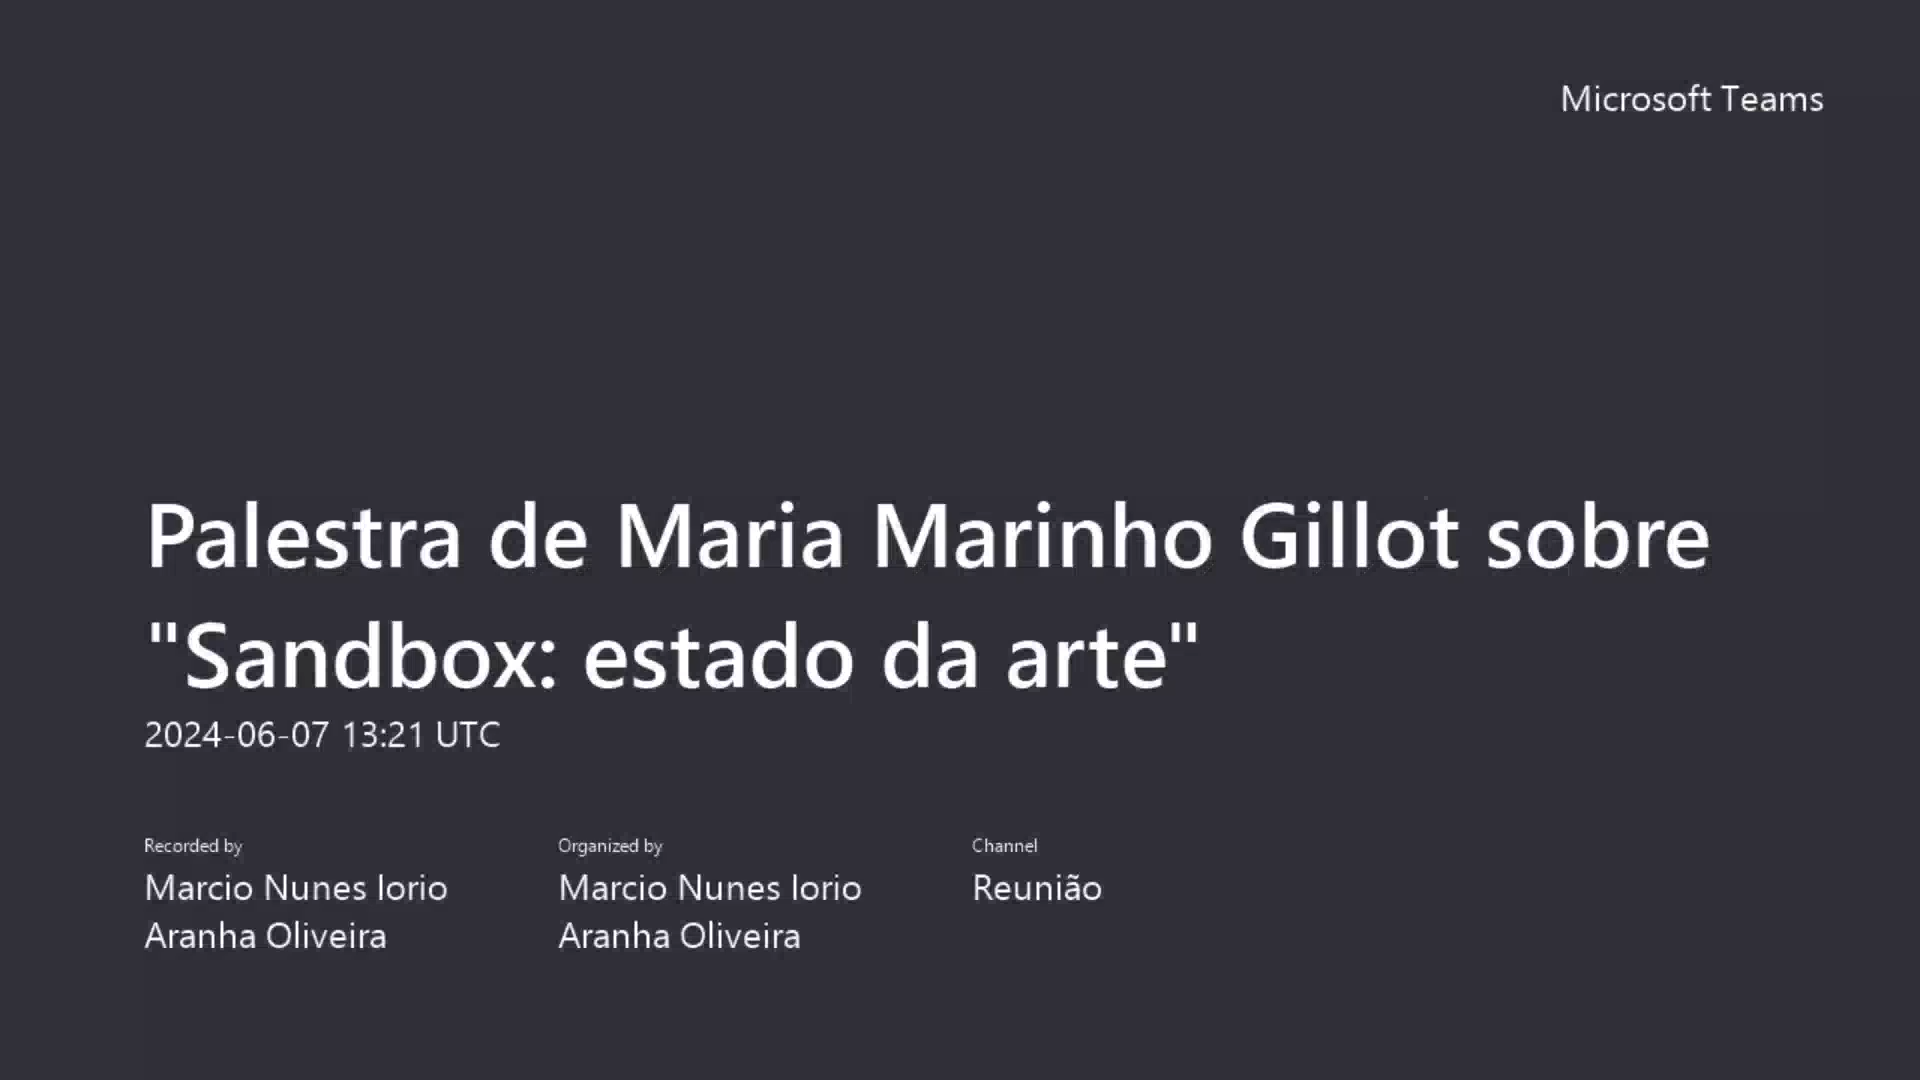 Microsoft Teams
Palestra de Maria Marinho Gillot sobre
"Sandbox: estado da arte"
2024-06-07 13:21 UTC
Recorded by
Marcio Nunes Iorio
Aranha Oliveira
Organized by
Marcio Nunes Iorio
Aranha Oliveira
Channel
Reunião